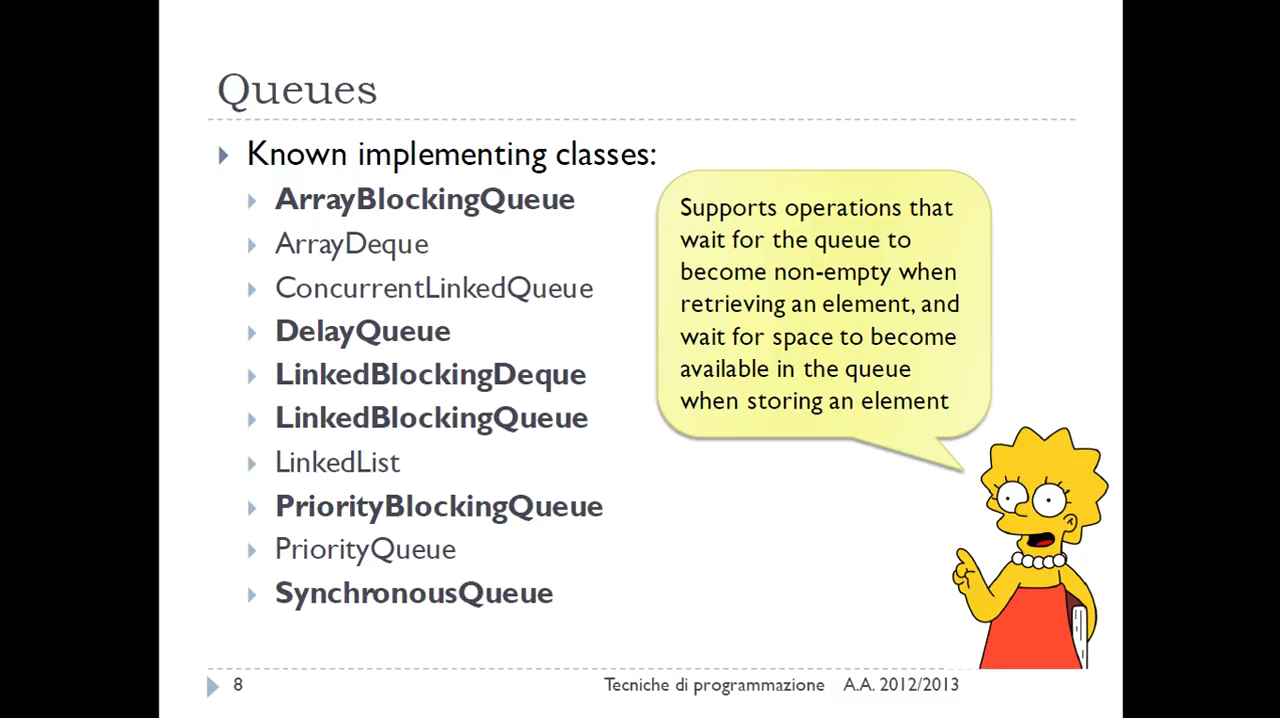 Queues
Known implementing classes:
ArrayBlockingQueue
ArrayDeque
ConcurrentLinkedQueue
DelayQueue
LinkedBlockingDeque
LinkedBlockingQueue
LinkedList
PriorityBlockingQueue
PriorityQueue
SynchronousQueue
Supports operations that
wait for the queue to
become non-empty when
retrieving an element, and
wait for space to become
available in the queue
when storing an element
8
Tecniche di programmazione A.A. 2012/2013